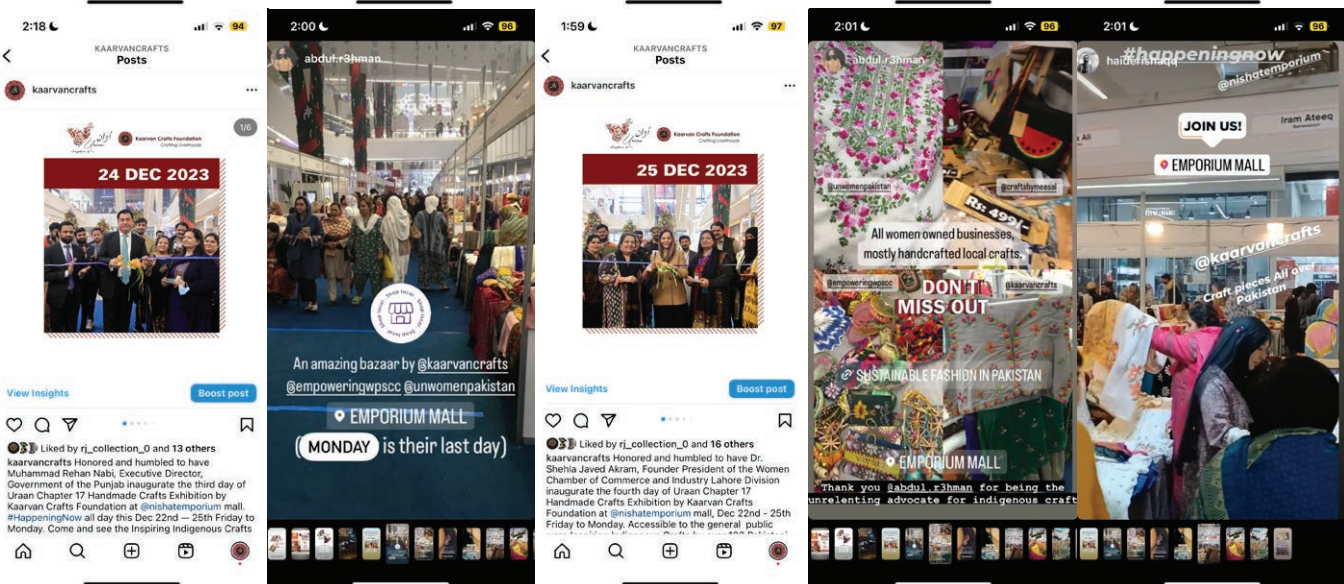 2:18
94
KAARVANCRAFTS
Posts
kaarvancrafts
1/6
Uraan
Kaarvan Crafts Foundation
Crafting Livelihoods
24 DEC 2023
View Insights
Boost post
Liked by rj_collection_0 and 13 others
kaarvancrafts Honored and humbled to have
Muhammad Rehan Nabi, Executive Director,
Government of the Punjab inaugurate the third day of
Uraan Chapter 17 Handmade Crafts Exhibition by
Kaarvan Crafts Foundation at @nishatemporium mall.
#HappeningNow all day this Dec 22nd — 25th Friday to
Monday. Come and see the Inspiring Indigenous Crafts
2:00
96
abdul.r3hman
Shop local
An amazing bazaar by @kaarvancrafts
@empoweringwpscc @unwomenpakistan
EMPORIUM MALL
(MONDAY is their last day)
1:59
97
KAARVANCRAFTS
Posts
kaarvancrafts
Uraan
Kaarvan Crafts Foundation
Crafting Livelihoods
25 DEC 2023
View Insights
Boost post
Liked by rj_collection_0 and 16 others
kaarvancrafts Honored and humbled to have Dr.
Shehla Javed Akram, Founder President of the Women
Chamber of Commerce and Industry Lahore Division
inaugurate the fourth day of Uraan Chapter 17
Handmade Crafts Exhibition by Kaarvan Crafts
Foundation at @nishatemporium mall, Dec 22nd - 25th
Friday to Monday. Accessible to the general public
2:01
96
abdul.r3hman
@unwomenpakistan
@craftsbymeesal
Rs: 499/-
All women owned businesses,
mostly handcrafted local crafts.
@empoweringwpscc
@kaarvancrafts
DON'T
MISS OUT
SUSTAINABLE FASHION IN PAKISTAN
EMPORIUM MALL
Thank you @abdul.r3hman for being the
unrelenting advocate for indigenous craft
2:01
96
#happeningnow
haiderishaqq
@nishatemporium
JOIN US!
Iram Ateeq
Ali
EMPORIUM MALL
@kaarvancrafts
Craft pieces All over
Pakistan